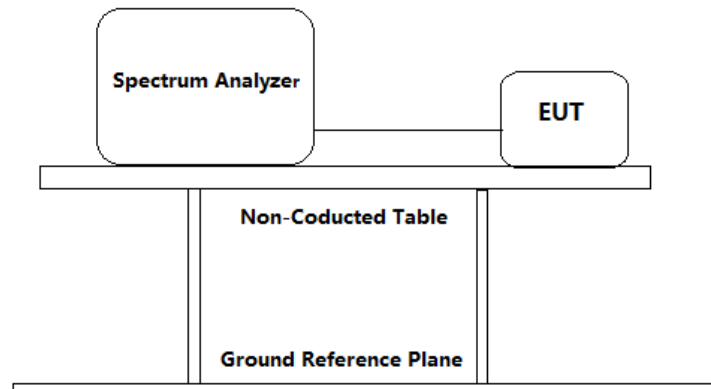 Spectrum Analyzer
EUT
Non-Coducted Table
Ground Reference Plane